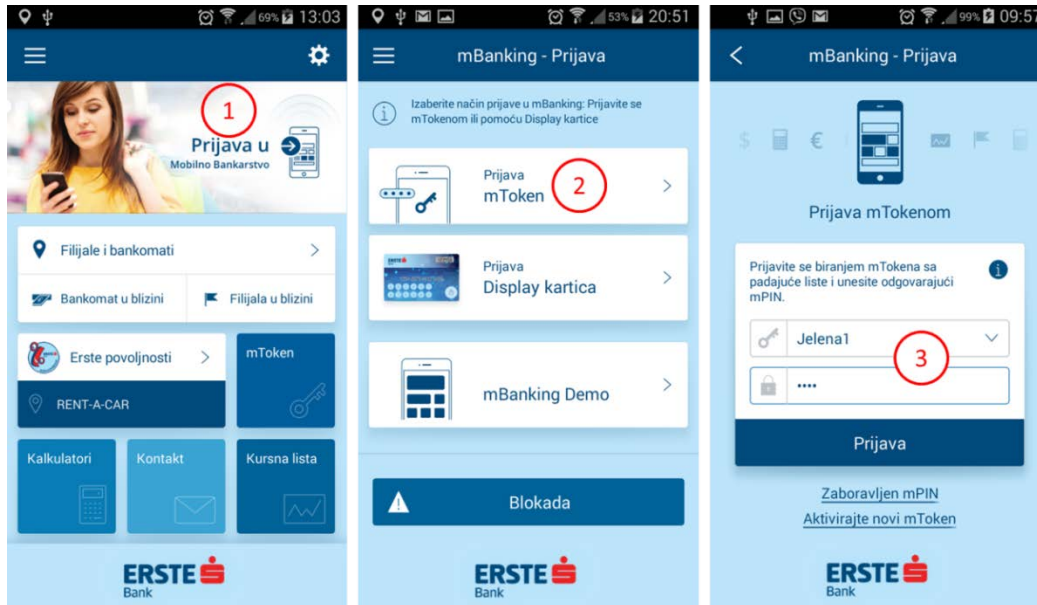 69% 13:03
1
Prijava u
Mobilno Bankarstvo
Filijale i bankomati
Bankomat u blizini
Filijala u blizini
Erste povoljnosti
mToken
RENT-A-CAR
Kalkulatori
Kontakt
Kursna lista
ERSTE
Bank
53% 20:51
mBanking - Prijava
Izaberite način prijave u mBanking: Prijavite se
mTokenom ili pomoću Display kartice
Prijava
mToken
2
Prijava
Display kartica
mBanking Demo
Blokada
ERSTE
Bank
99% 09:57
mBanking - Prijava
$ €
Prijava mTokenom
Prijavite se biranjem mTokena sa
padajuće liste i unesite odgovarajući
mPIN.
Jelena1
3
••••
Prijava
Zaboravljen mPIN
Aktivirajte novi mToken
ERSTE
Bank